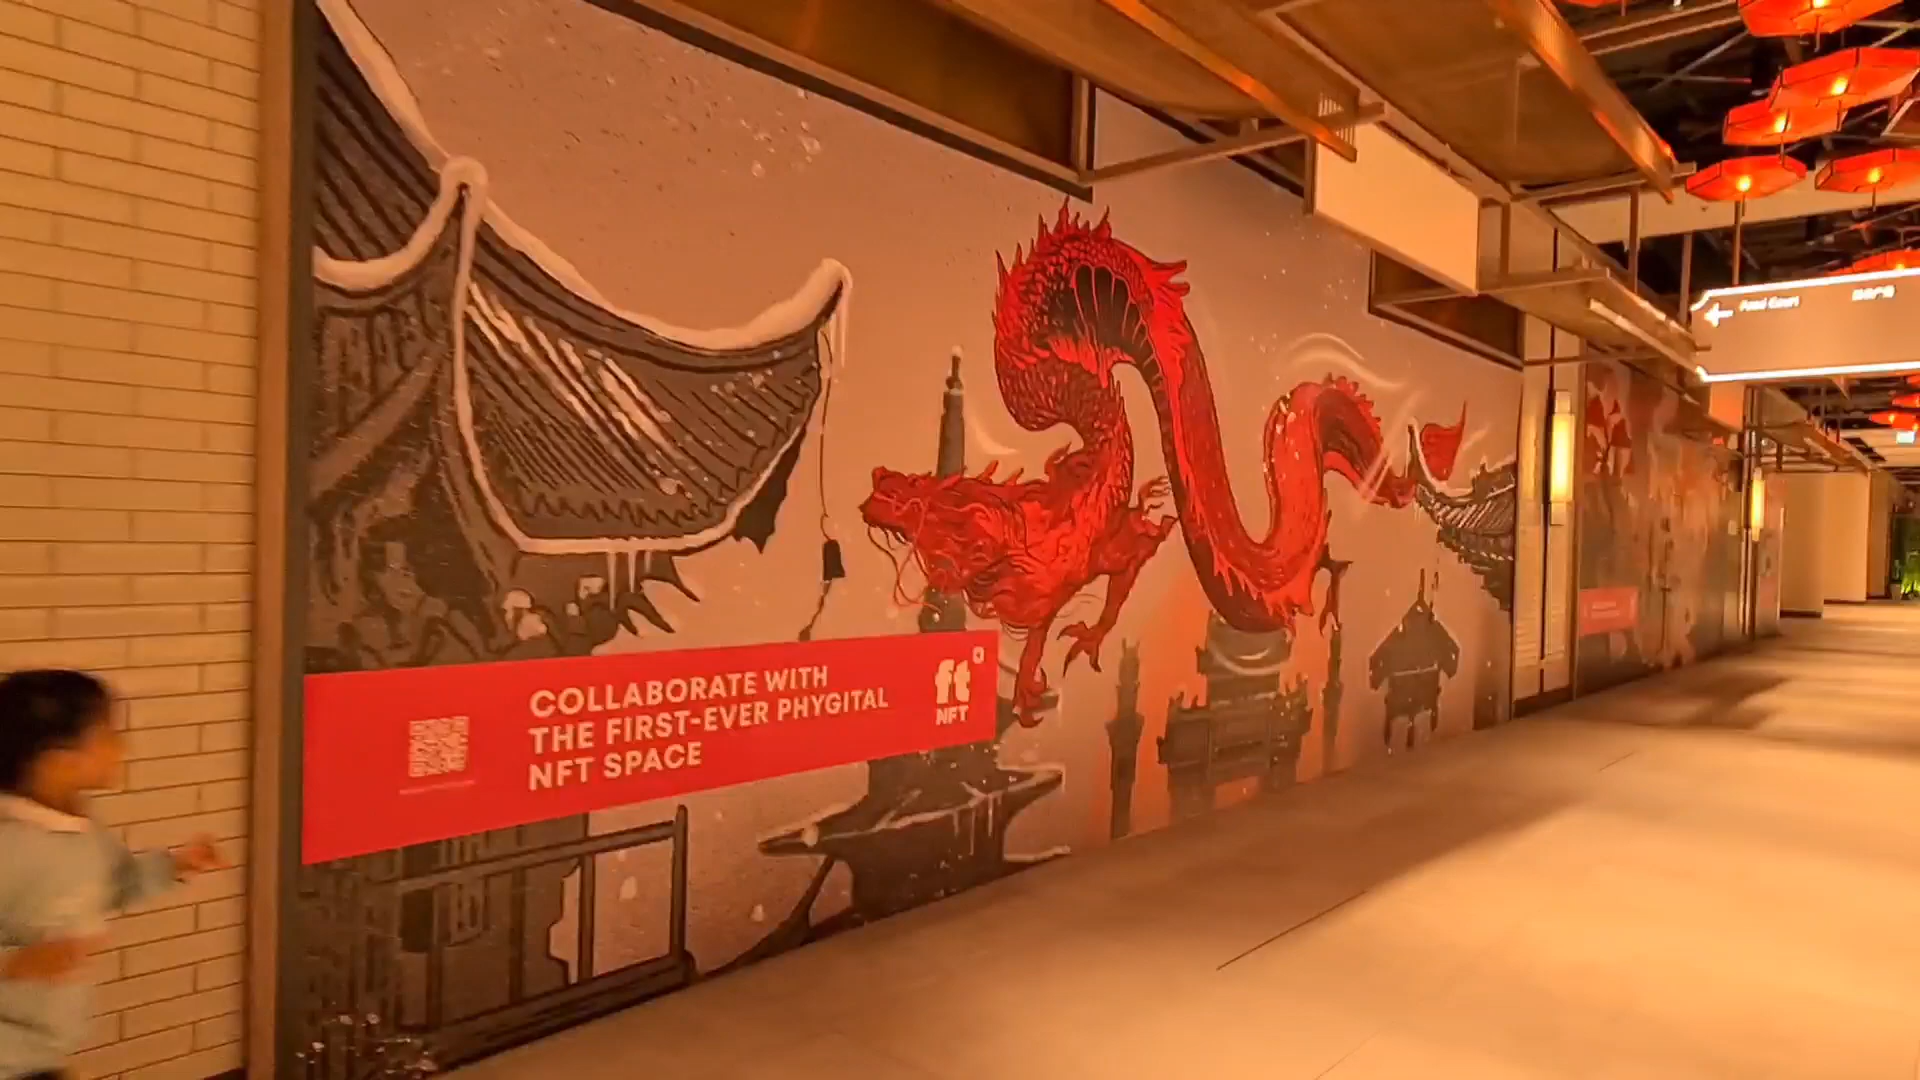 COLLABORATE WITH
THE FIRST-EVER PHYGITAL
NFT SPACE
ft
NFT
Food Court